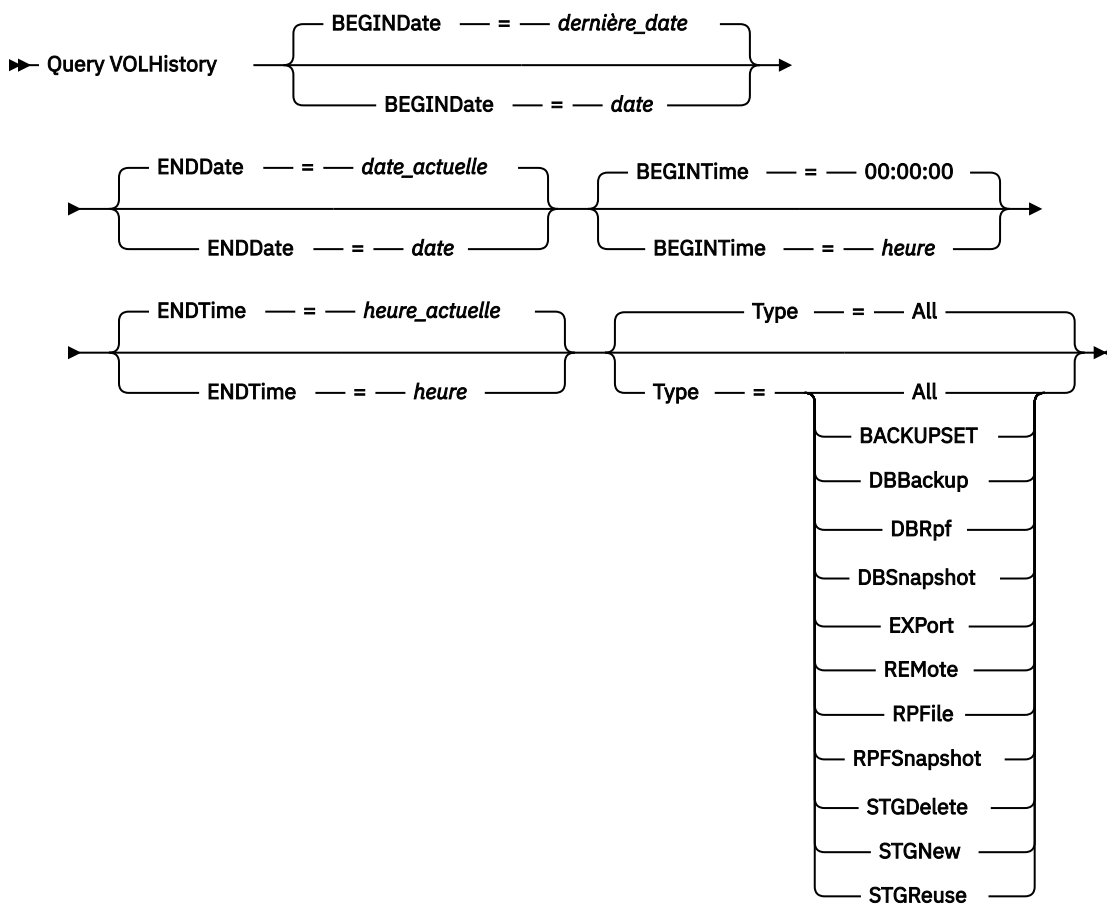 BEGINDate = dernière_date
Query VOLHistory
BEGINDate = date
ENDDate = date_actuelle BEGINTime = 00:00:00
ENDDate = date BEGINTime = heure
ENDTime = heure_actuelle Type = All
ENDTime = heure Type = All
BACKUPSET
DBBackup
DBRpf
DBSnapshot
EXPort
REMote
RPFile
RPFSnapshot
STGDelete
STGNew
STGReuse